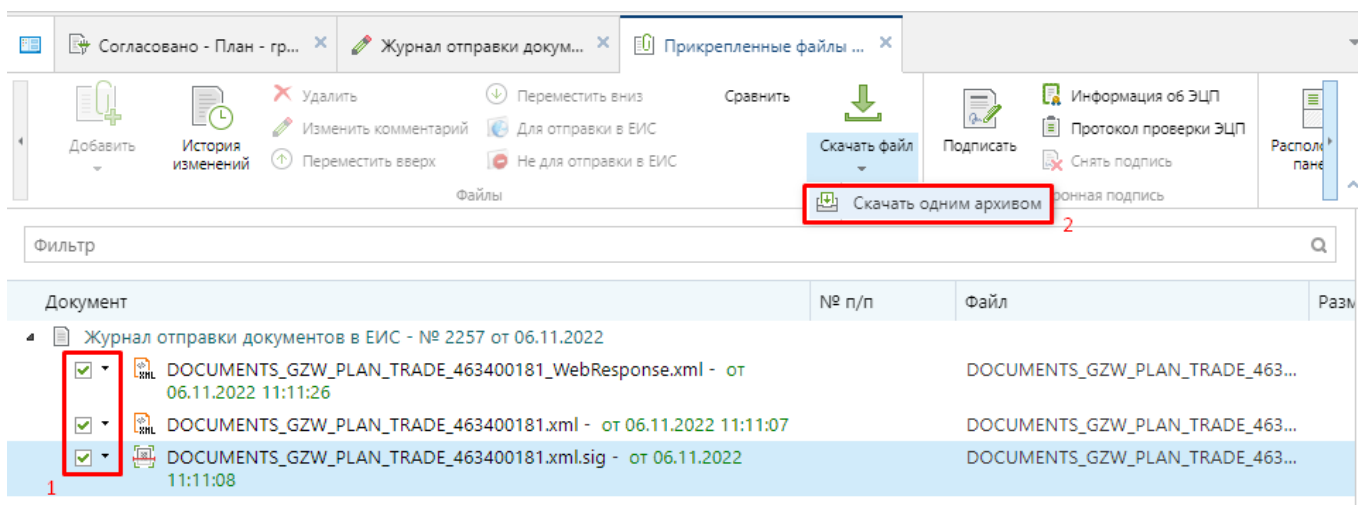 Согласовано - План - гр...
Журнал отправки докум...
Прикрепленные файлы ...
Добавить
История
изменений
Удалить
Изменить комментарий
Переместить вверх
Переместить вниз
Для отправки в ЕИС
Не для отправки в ЕИС
Сравнить
Файлы
Скачать файл
Скачать одним архивом
2
Подписать
Информация об ЭЦП
Протокол проверки ЭЦП
Снять подпись
подпись
Фильтр
Документ
№ п/п
Файл
Разм
Журнал отправки документов в ЕИС - № 2257 от 06.11.2022
DOCUMENTS_GZW_PLAN_TRADE_463400181_WebResponse.xml - от
06.11.2022 11:11:26
DOCUMENTS_GZW_PLAN_TRADE_463...
DOCUMENTS_GZW_PLAN_TRADE_463400181.xml - от 06.11.2022 11:11:07
DOCUMENTS_GZW_PLAN_TRADE_463...
DOCUMENTS_GZW_PLAN_TRADE_463400181.xml.sig - от 06.11.2022
11:11:08
DOCUMENTS_GZW_PLAN_TRADE_463...
1